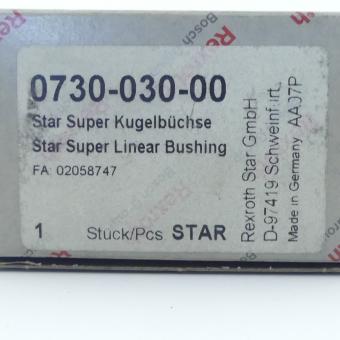 0730-030-00
Star Super Kugelbüchse
Star Super Linear Bushing
FA: 02058747
1 Stück/Pcs STAR
Rexroth Star GmbH
D-97419 Schweinfurt,
Made in Germany AA07P